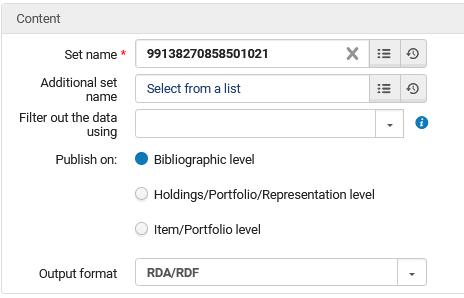 Content
Set name * 99138270858501021
Additional set name Select from a list
Filter out the data using
Publish on: Bibliographic level
Holdings/Portfolio/Representation level
Item/Portfolio level
Output format RDA/RDF